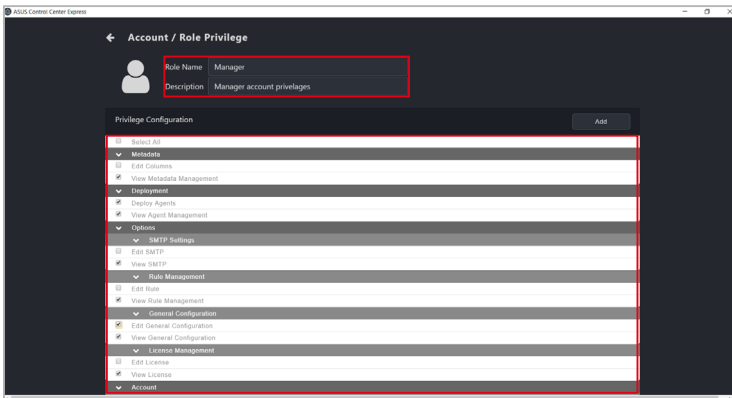 ASUS Control Center Express
Account / Role Privilege
Role Name Manager
Description Manager account privelages
Privilege Configuration Add
Select All
Metadata
Edit Columns
View Metadata Management
Deployment
Deploy Agents
View Agent Management
Options
SMTP Settings
Edit SMTP
View SMTP
Rule Management
Edit Rule
View Rule Management
General Configuration
Edit General Configuration
View General Configuration
License Management
Edit License
View License
Account